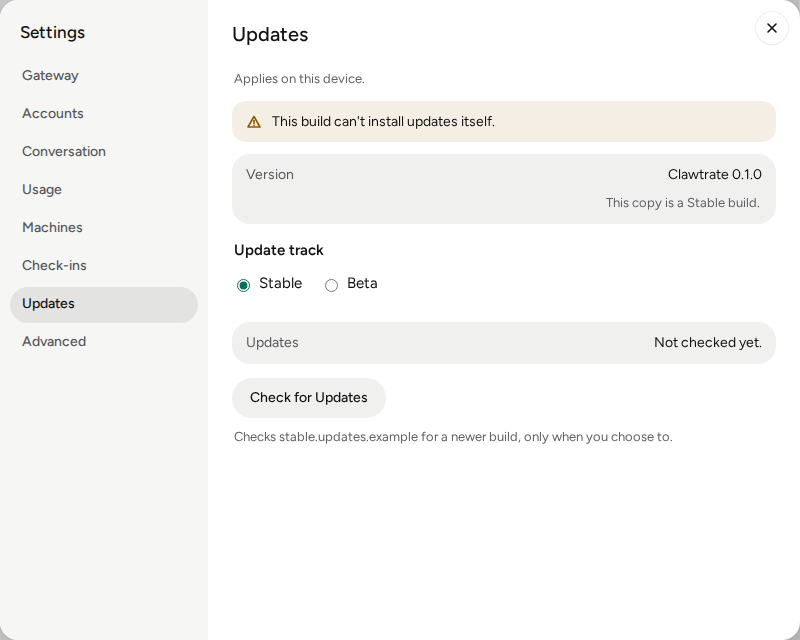 Settings
Gateway
Accounts
Conversation
Usage
Machines
Check-ins
Updates
Advanced
Updates
Applies on this device.
This build can't install updates itself.
Version
Clawtrate 0.1.0
This copy is a Stable build.
Update track
Stable
Beta
Updates
Not checked yet.
Check for Updates
Checks stable.updates.example for a newer build, only when you choose to.